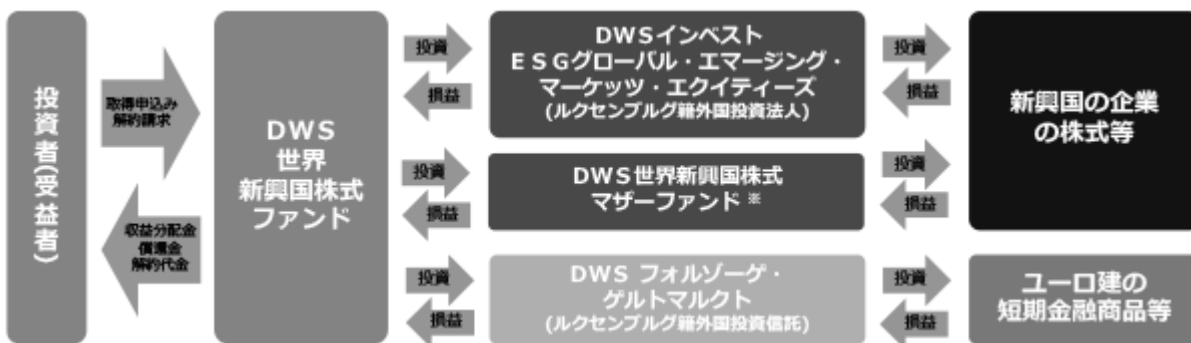 投資者(受益者)
取得申込み
解約請求
収益分配金
償還金
解約代金
DWS
世界
新興国株式
ファンド
投資
損益
DWSインベスト
ESGグローバル・エマージング・
マーケッツ・エクイティーズ
(ルクセンブルグ籍外国投資法人)
投資
損益
新興国の企業
の株式等
投資
損益
DWS世界新興国株式
マザーファンド ※
投資
損益
投資
損益
DWS フォルゾーゲ・
ゲルトマルクト
(ルクセンブルグ籍外国投資信託)
投資
損益
ユーロ建の
短期金融商品等